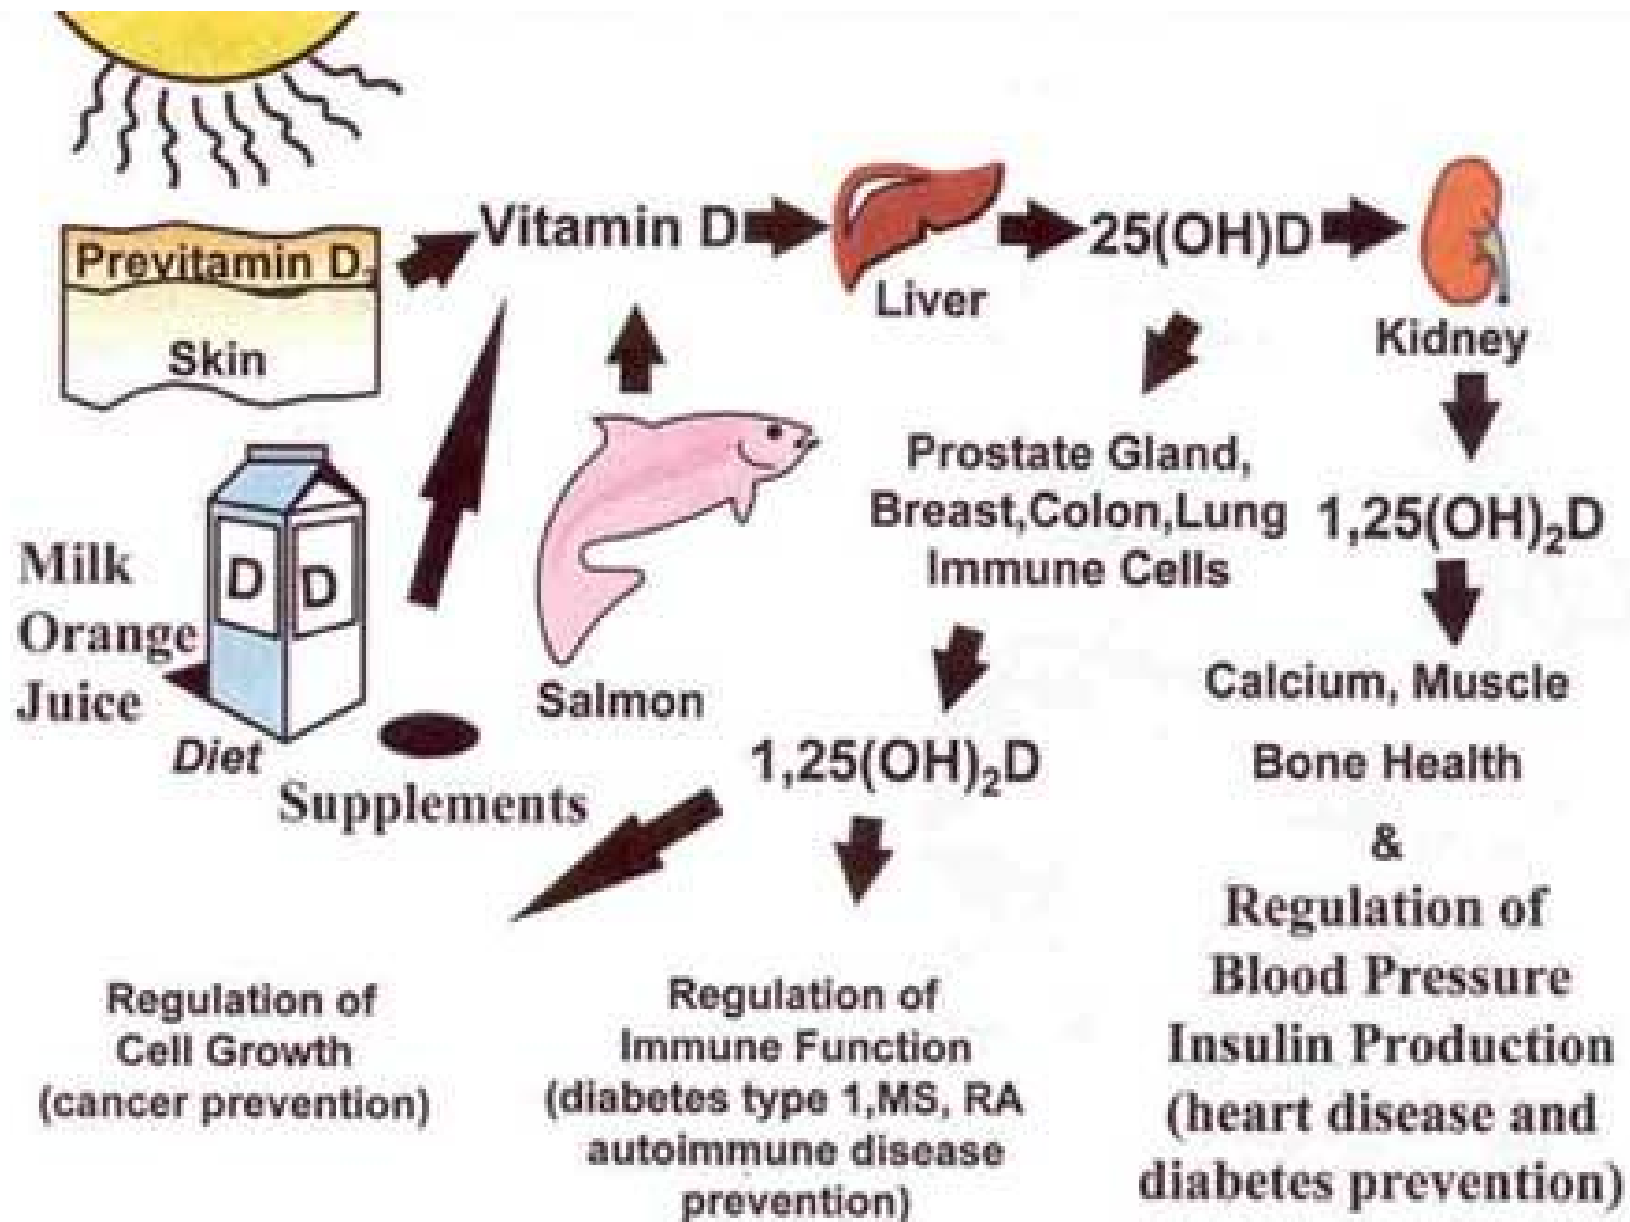 Vitamin D
25(OH)D
Previtamin D₃
Skin
Liver
Kidney
Prostate Gland,
Breast,Colon,Lung
Immune Cells
1,25(OH)₂D
Milk
Orange
Juice
D D
Diet
Salmon
Supplements
1,25(OH)₂D
Calcium, Muscle
Bone Health
&
Regulation of
Blood Pressure
Insulin Production
(heart disease and
diabetes prevention)
Regulation of
Cell Growth
(cancer prevention)
Regulation of
Immune Function
(diabetes type 1,MS, RA
autoimmune disease
prevention)